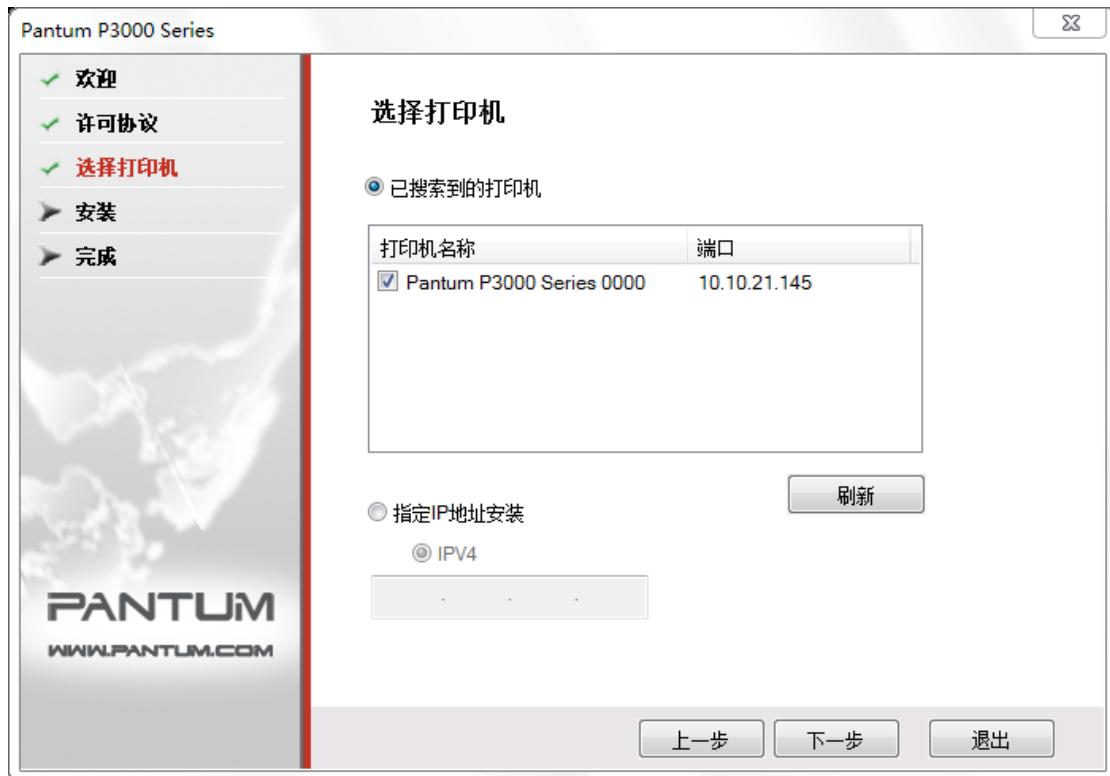 Pantum P3000 Series
欢迎
许可协议
选择打印机
安装
完成
PANTUM
WWW.PANTUM.COM
选择打印机
已搜索到的打印机
打印机名称 端口
Pantum P3000 Series 0000 10.10.21.145
刷新
指定IP地址安装
IPV4
. . .
上一步 下一步 退出